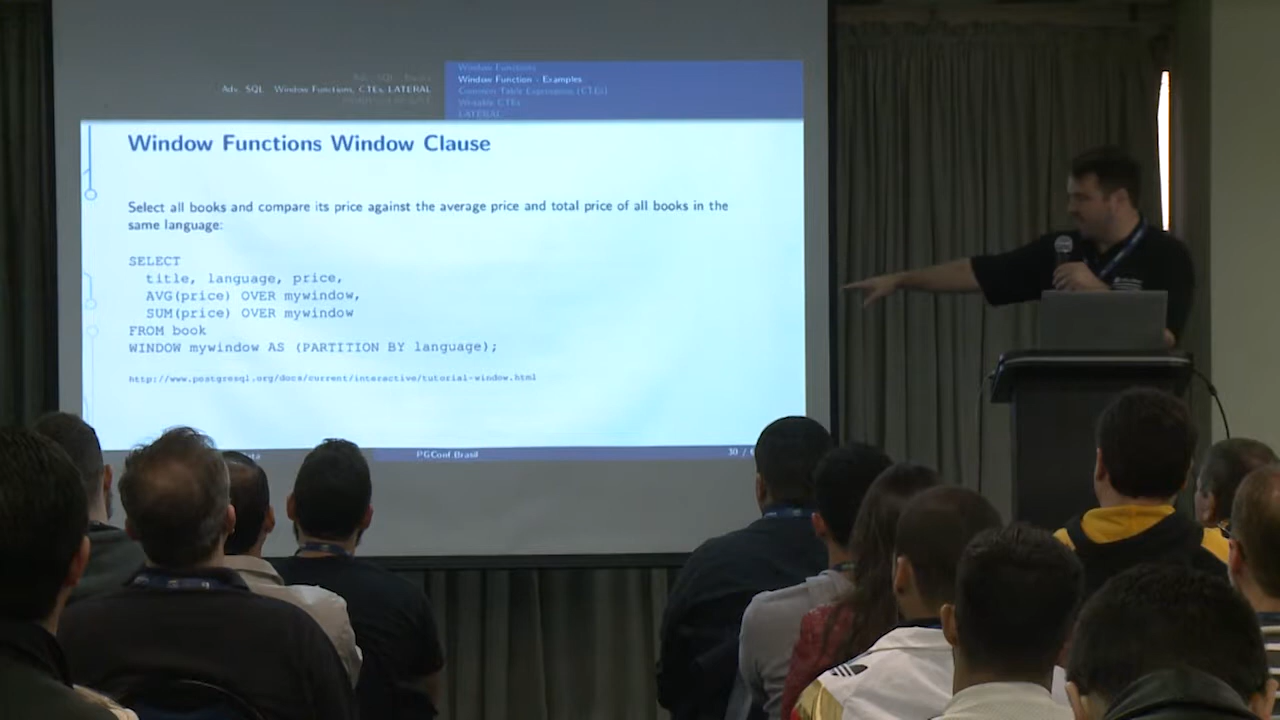 Adv. SQL Window Functions, CTEs, LATERAL
Window Functions
Window Function - Examples
Common Table Expressions (CTEs)
Writable CTEs
LATERAL
Window Functions Window Clause
Select all books and compare its price against the average price and total price of all books in the
same language:
SELECT
title, language, price,
AVG(price) OVER mywindow,
SUM(price) OVER mywindow
FROM book
WINDOW mywindow AS (PARTITION BY language);
http://www.postgresql.org/docs/current/interactive/tutorial-window.html
PGConf.Brasil
30 /